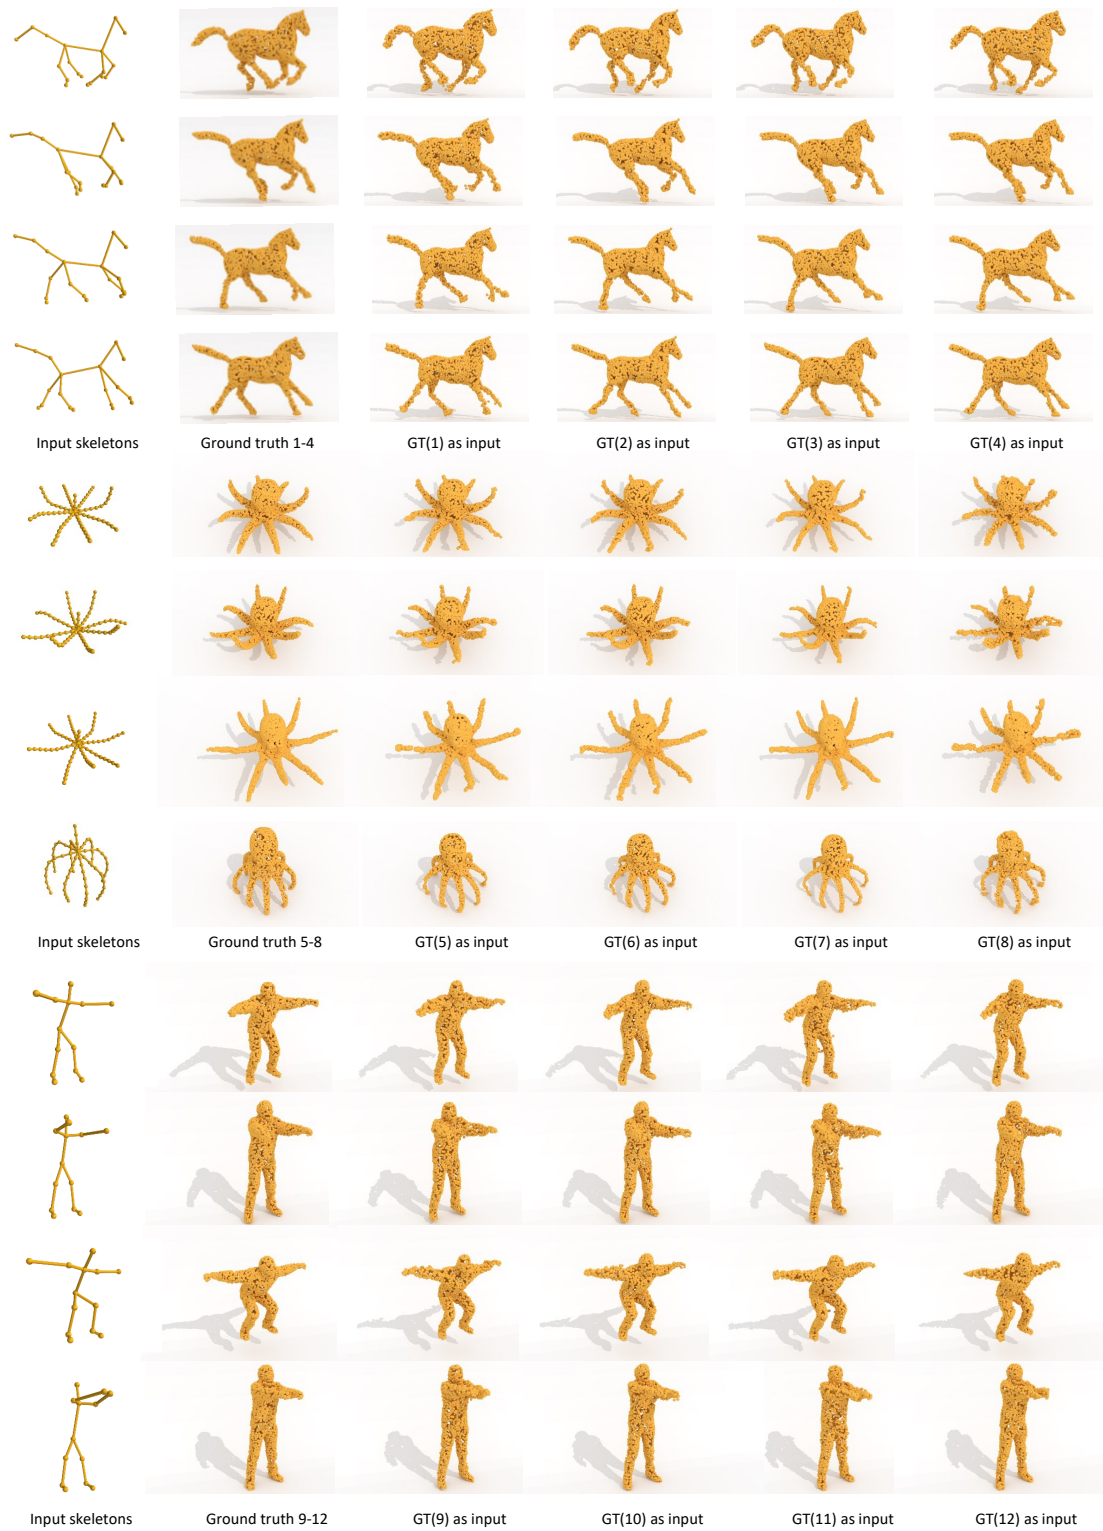 Input skeletons Ground truth 1-4 GT(1) as input GT(2) as input GT(3) as input GT(4) as input
Input skeletons Ground truth 5-8 GT(5) as input GT(6) as input GT(7) as input GT(8) as input
Input skeletons Ground truth 9-12 GT(9) as input GT(10) as input GT(11) as input GT(12) as input